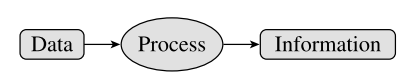 Data Process Information